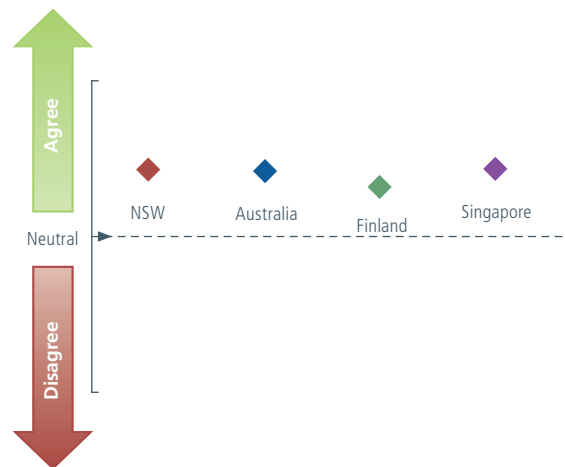 Agree
NSW
Australia
Finland
Singapore
Neutral
Disagree